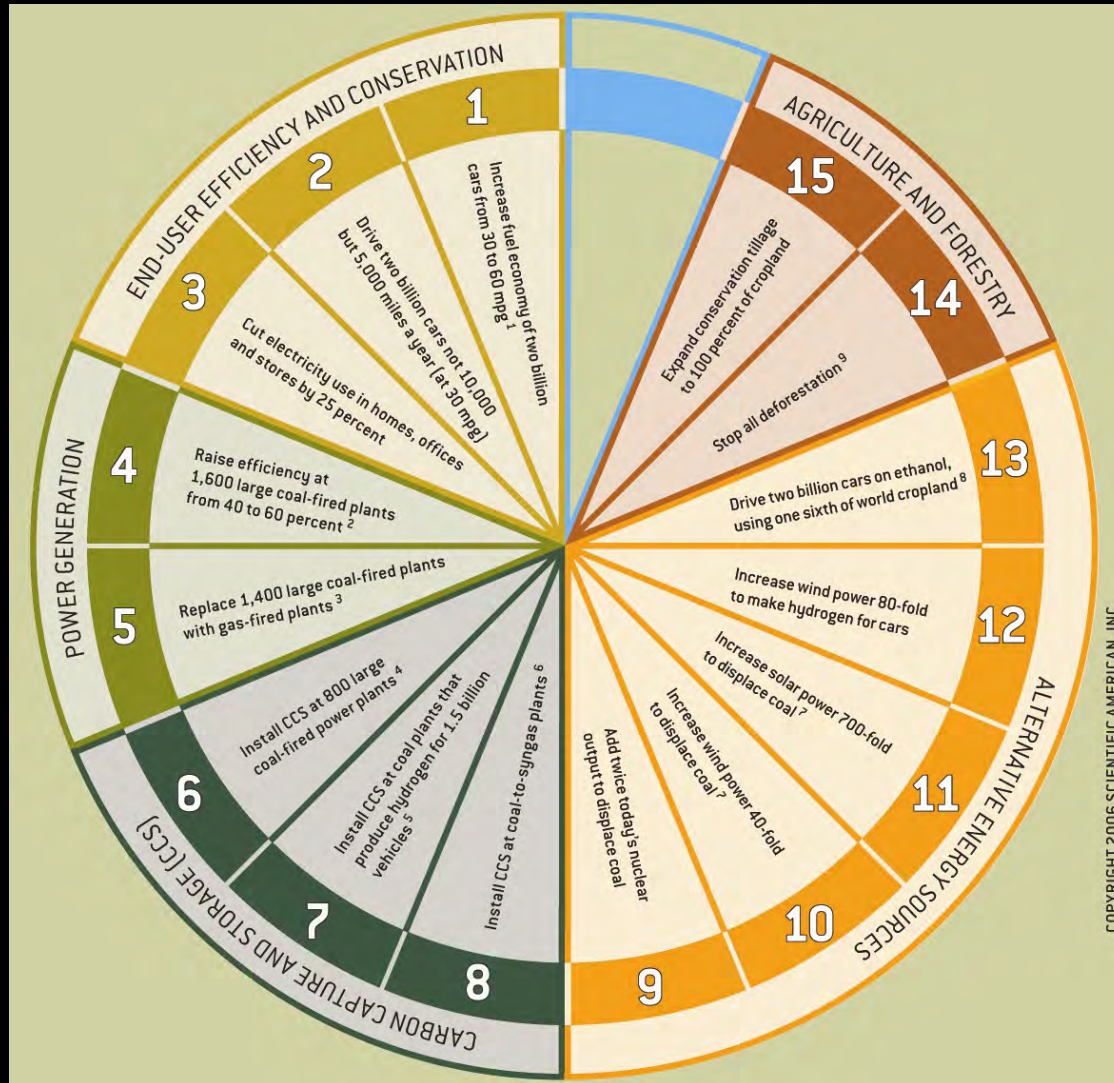 END-USER EFFICIENCY AND CONSERVATION
1
Increase fuel economy of two billion
cars from 30 to 60 mpg 1
2
Drive two billion cars not 10,000
but 5,000 miles a year (at 30 mpg)
3
Cut electricity use in homes, offices
and stores by 25 percent
POWER GENERATION
4
Raise efficiency at
1,600 large coal-fired plants
from 40 to 60 percent 2
5
Replace 1,400 large coal-fired plants
with gas-fired plants 3
CARBON CAPTURE AND STORAGE (CCS)
6
Install CCS at 800 large
coal-fired power plants 4
7
Install CCS at coal plants that
produce hydrogen for 1.5 billion
vehicles 5
8
Install CCS at coal-to-syngas plants 6
ALTERNATIVE ENERGY SOURCES
9
Add twice today's nuclear
output to displace coal
10
Increase wind power 40-fold
to displace coal 7
11
Increase solar power 700-fold
to displace coal 7
12
Increase wind power 80-fold
to make hydrogen for cars
13
Drive two billion cars on ethanol,
using one sixth of world cropland 8
AGRICULTURE AND FORESTRY
14
Stop all deforestation 9
15
Expand conservation tillage
to 100 percent of cropland
COPYRIGHT 2006 SCIENTIFIC AMERICAN, INC.